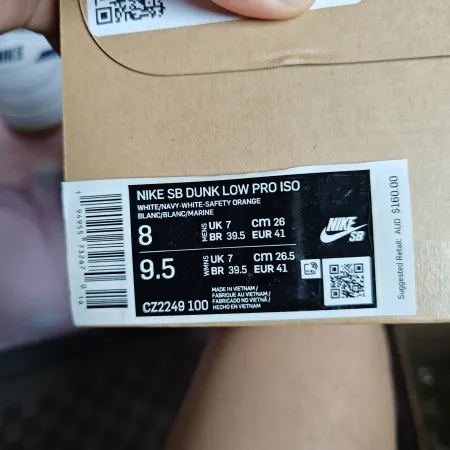 NIKE SB DUNK LOW PRO ISO
WHITE/NAVY-WHITE-SAFETY ORANGE
BLANC/BLANC/MARINE
8 MENS UK 7 CM 26
BR 39.5 EUR 41
9.5 WMNS UK 7 CM 26.5
BR 39.5 EUR 41
CZ2249 100
MADE IN VIETNAM /
FABRIQUE AU VIETNAM /
FABRICADO NO VIETNÃ /
HECHO EN VIETNAM
NIKE SB
Suggested Retail: AUD $160.00